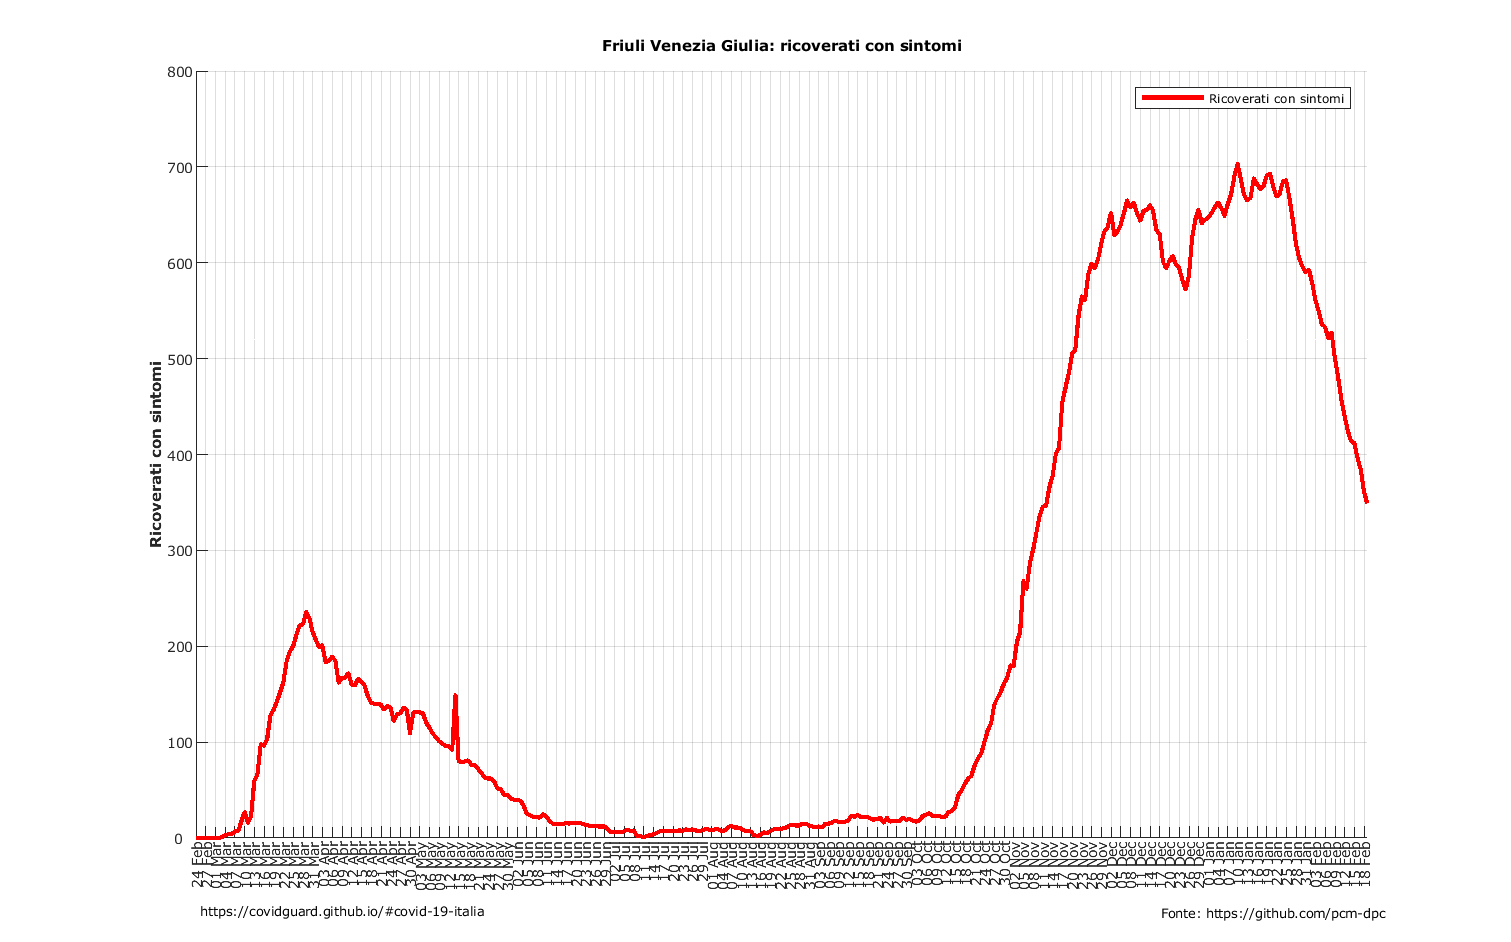 Friuli Venezia Giulia: ricoverati con sintomi
Ricoverati con sintomi
Ricoverati con sintomi
800
700
600
500
400
300
200
100
0
24 Feb
27 Feb
01 Mar
04 Mar
07 Mar
10 Mar
13 Mar
16 Mar
19 Mar
22 Mar
25 Mar
28 Mar
31 Mar
03 Apr
06 Apr
09 Apr
12 Apr
15 Apr
18 Apr
21 Apr
24 Apr
27 Apr
30 Apr
03 May
06 May
09 May
12 May
15 May
18 May
21 May
24 May
27 May
30 May
02 Jun
05 Jun
08 Jun
11 Jun
14 Jun
17 Jun
20 Jun
23 Jun
26 Jun
29 Jun
02 Jul
05 Jul
08 Jul
11 Jul
14 Jul
17 Jul
20 Jul
23 Jul
26 Jul
29 Jul
01 Aug
04 Aug
07 Aug
10 Aug
13 Aug
16 Aug
19 Aug
22 Aug
25 Aug
28 Aug
31 Aug
03 Sep
06 Sep
09 Sep
12 Sep
15 Sep
18 Sep
21 Sep
24 Sep
27 Sep
30 Sep
03 Oct
06 Oct
09 Oct
12 Oct
15 Oct
18 Oct
21 Oct
24 Oct
27 Oct
30 Oct
02 Nov
05 Nov
08 Nov
11 Nov
14 Nov
17 Nov
20 Nov
23 Nov
26 Nov
29 Nov
02 Dec
05 Dec
08 Dec
11 Dec
14 Dec
17 Dec
20 Dec
23 Dec
26 Dec
29 Dec
01 Jan
04 Jan
07 Jan
10 Jan
13 Jan
16 Jan
19 Jan
22 Jan
25 Jan
28 Jan
31 Jan
03 Feb
06 Feb
09 Feb
12 Feb
15 Feb
18 Feb
https://covidguard.github.io/#covid-19-italia
Fonte: https://github.com/pcm-dpc